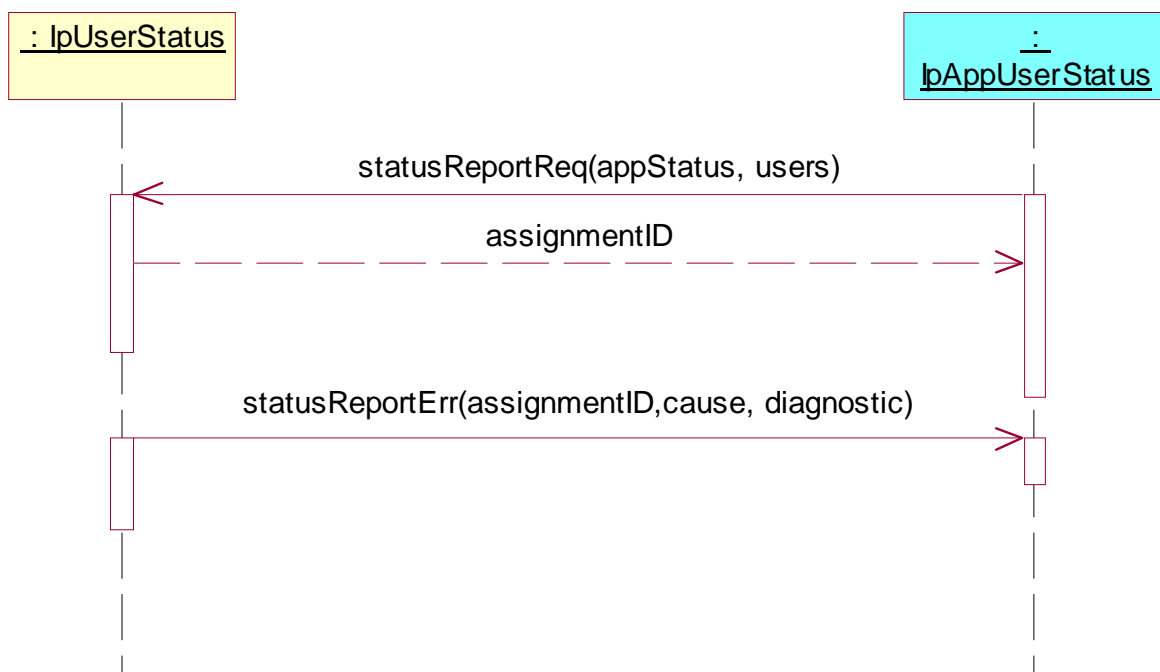 : IpUserStatus
:
IpAppUserStatus
statusReportReq(appStatus, users)
assignmentID
statusReportErr(assignmentID,cause, diagnostic)